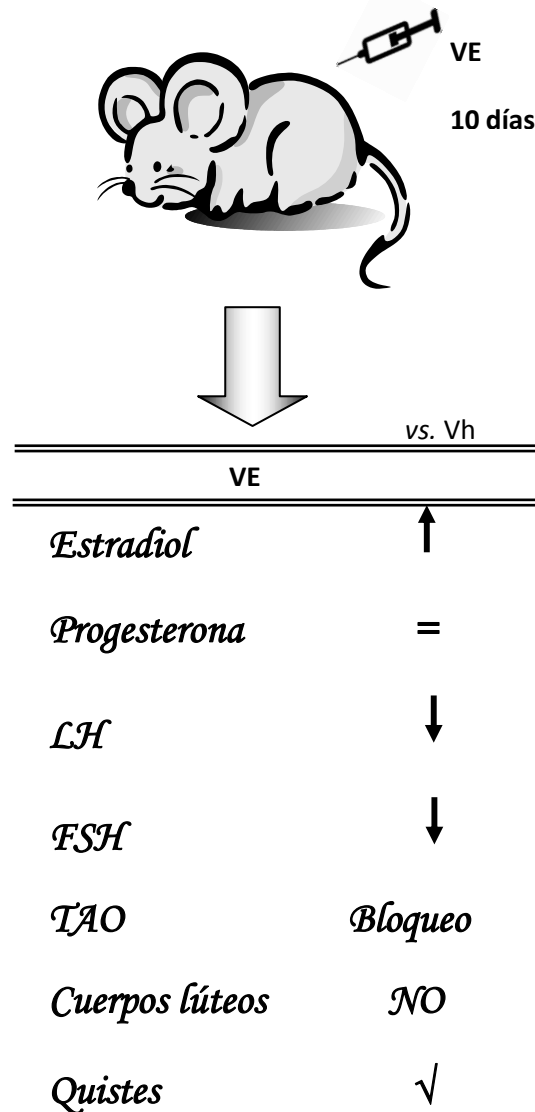 VE
10 días
vs. Vh
VE
Estradiol ↑
Progesterona =
LH ↓
FSH ↓
TAO Bloqueo
Cuerpos lúteos NO
Quistes √